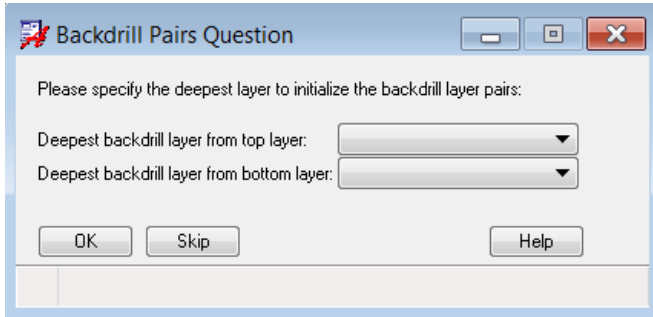 Backdrill Pairs Question
Please specify the deepest layer to initialize the backdrill layer pairs:
Deepest backdrill layer from top layer:
Deepest backdrill layer from bottom layer:
OK Skip Help